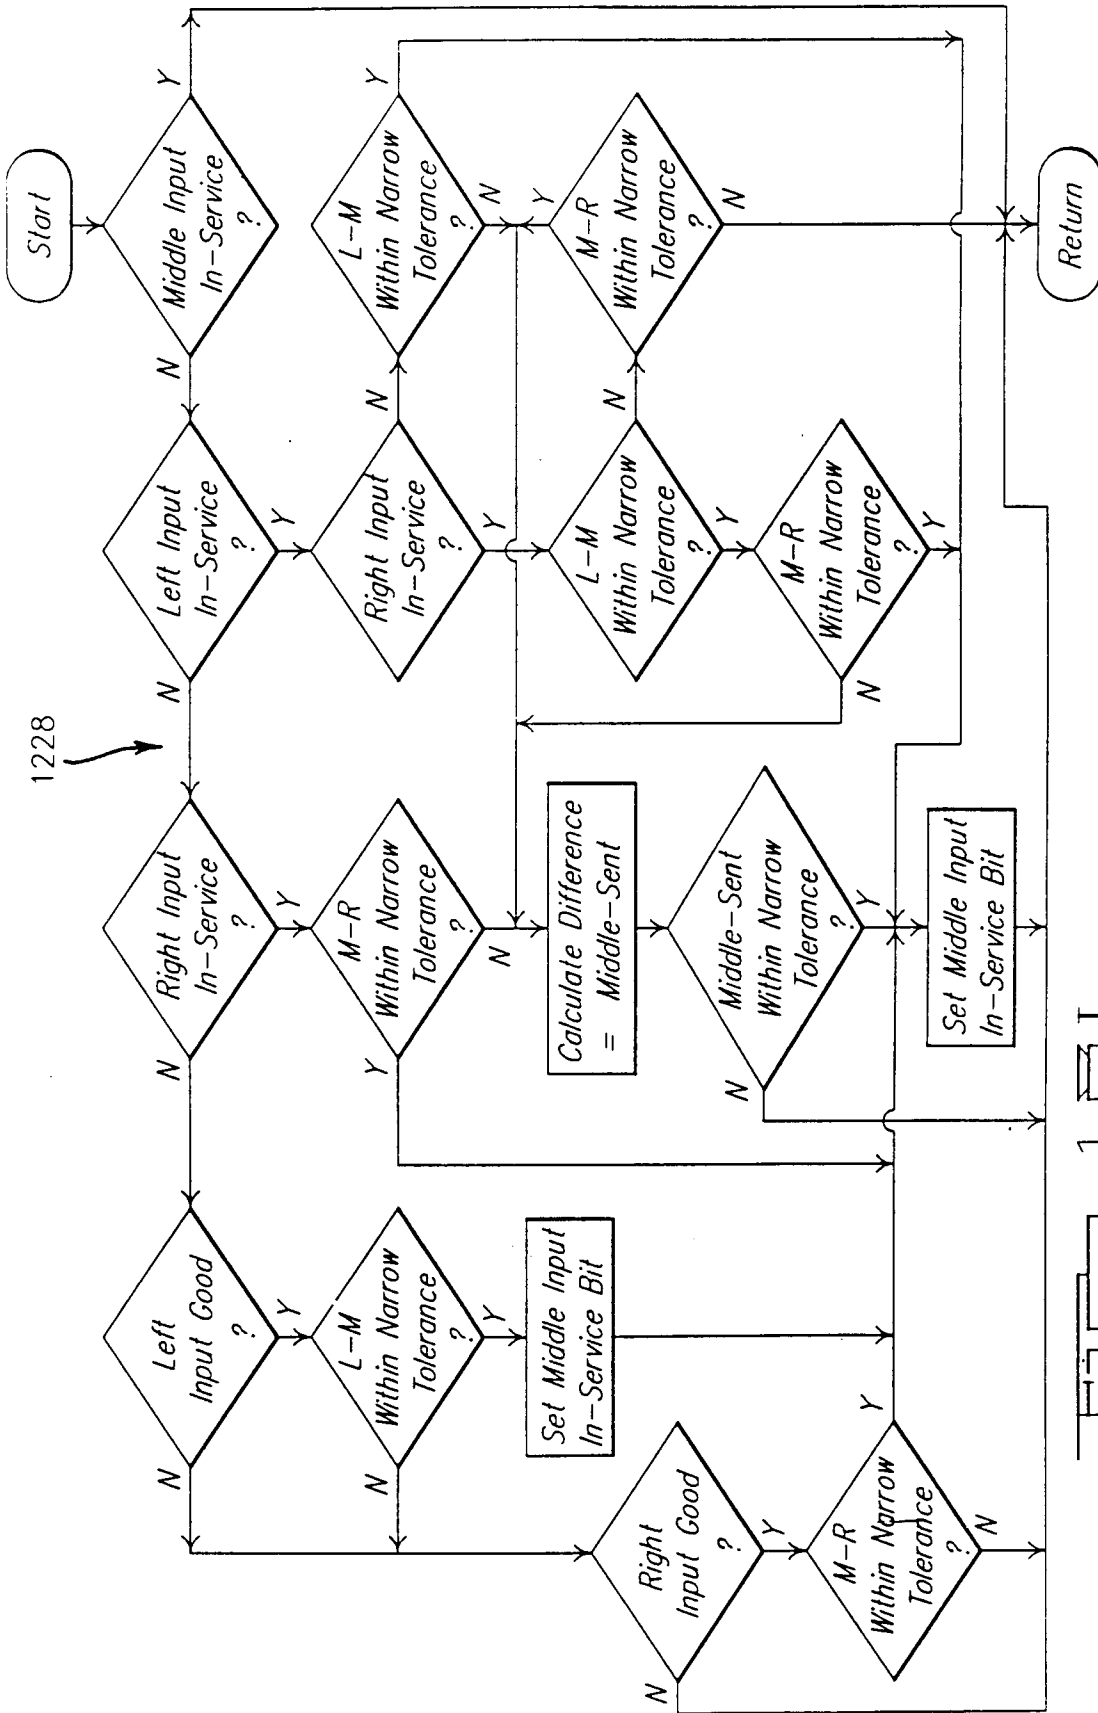 1228
Start
Middle Input
In-Service
?
Y
N
Left Input
In-Service
?
N
Y
Right Input
In-Service
?
N
Y
Left
Input Good
?
N
Y
L-M
Within Narrow
Tolerance
?
Y
N
Right Input
In-Service
?
N
Y
M-R
Within Narrow
Tolerance
?
Y
N
L-M
Within Narrow
Tolerance
?
N
Y
M-R
Within Narrow
Tolerance
?
Y
N
L-M
Within Narrow
Tolerance
?
N
Y
Calculate Difference
= Middle-Sent
Set Middle Input
In-Service Bit
M-R
Within Narrow
Tolerance
?
N
Y
Middle-Sent
Within Narrow
Tolerance
?
N
Y
Right
Input Good
?
N
Y
M-R
Within Narrow
Tolerance
?
Y
N
Set Middle Input
In-Service Bit
Return